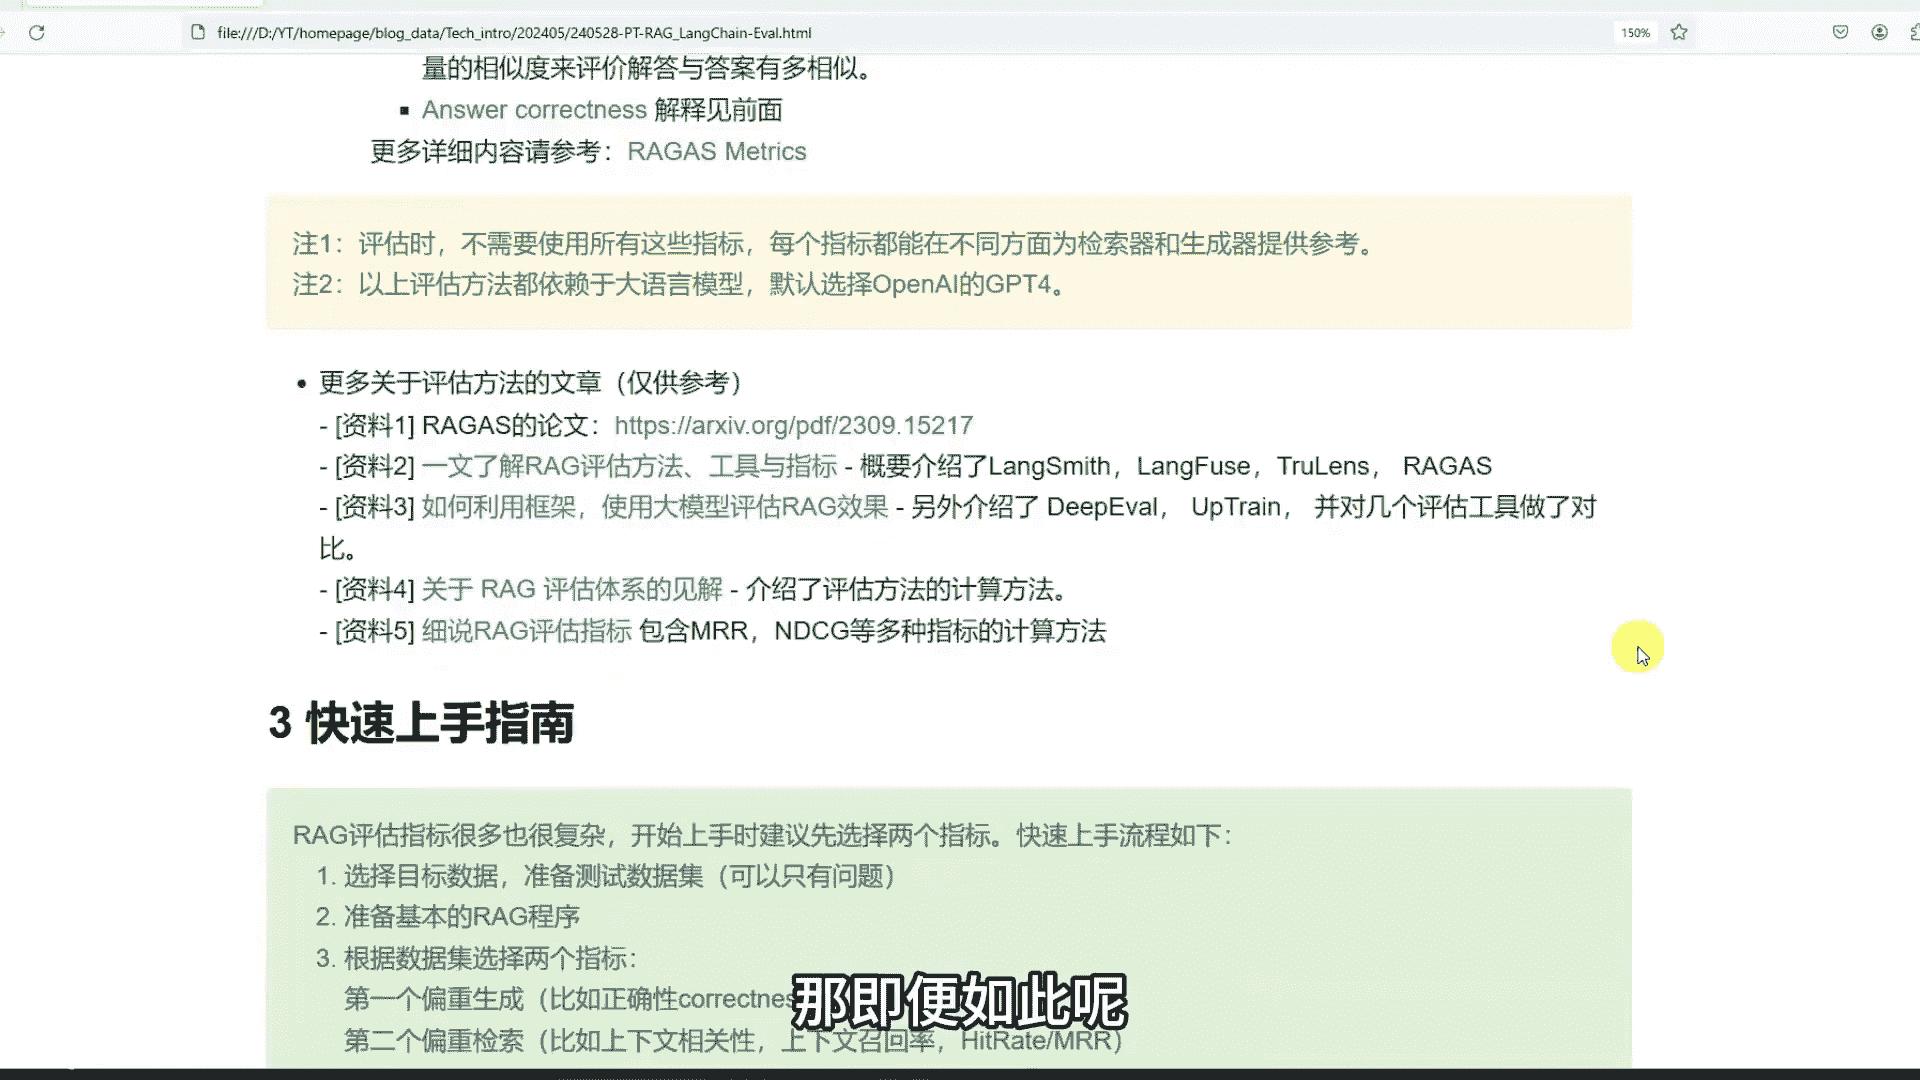 file:///D:/YT/homepage/blog_data/Tech_intro/202405/240528-PT-RAG_LangChain-Eval.html
150%
量的相似度来评价解答与答案有多相似。
Answer correctness 解释见前面
更多详细内容请参考：RAGAS Metrics
注1：评估时，不需要使用所有这些指标，每个指标都能在不同方面为检索器和生成器提供参考。
注2：以上评估方法都依赖于大语言模型，默认选择OpenAI的GPT4。
更多关于评估方法的文章（仅供参考）
- [资料1] RAGAS的论文：https://arxiv.org/pdf/2309.15217
- [资料2] 一文了解RAG评估方法、工具与指标 - 概要介绍了LangSmith，LangFuse，TruLens， RAGAS
- [资料3] 如何利用框架，使用大模型评估RAG效果 - 另外介绍了 DeepEval， UpTrain， 并对几个评估工具做了对
比。
- [资料4] 关于 RAG 评估体系的见解 - 介绍了评估方法的计算方法。
- [资料5] 细说RAG评估指标 包含MRR，NDCG等多种指标的计算方法
3 快速上手指南
RAG评估指标很多也很复杂，开始上手时建议先选择两个指标。快速上手流程如下：
1. 选择目标数据，准备测试数据集（可以只有问题）
2. 准备基本的RAG程序
3. 根据数据集选择两个指标：
第一个偏重生成（比如正确性correctnes
那即便如此呢
第二个偏重检索（比如上下文相关性，上下文召回率，HitRate/MRR）